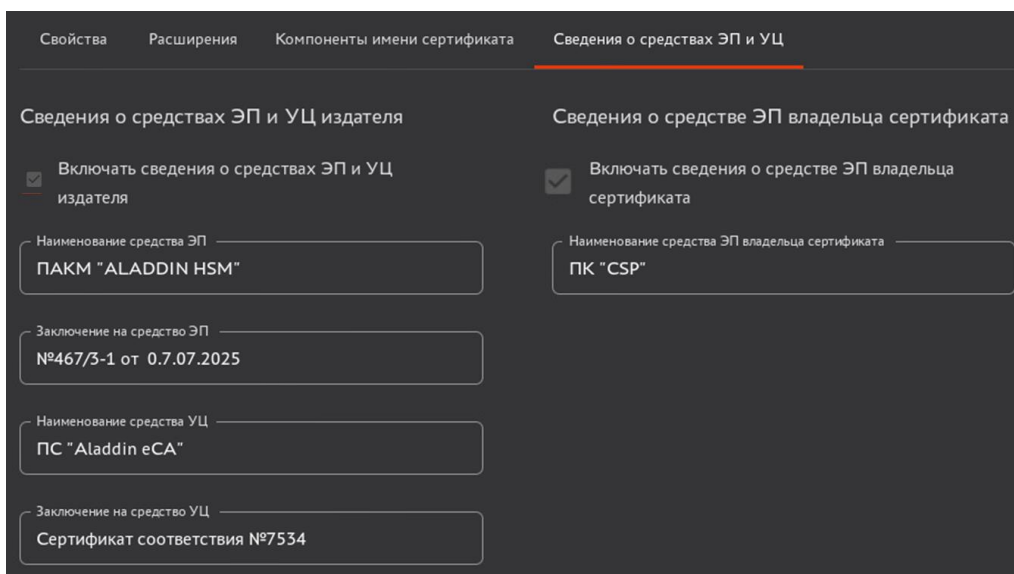 Свойства Расширения Компоненты имени сертификата Сведения о средствах ЭП и УЦ
Сведения о средствах ЭП и УЦ издателя
Включать сведения о средствах ЭП и УЦ
издателя
Наименование средства ЭП
ПАКМ "ALADDIN HSM"
Заключение на средство ЭП
№467/3-1 от 0.7.07.2025
Наименование средства УЦ
ПС "Aladdin eCA"
Заключение на средство УЦ
Сертификат соответствия №7534
Сведения о средстве ЭП владельца сертификата
Включать сведения о средстве ЭП владельца
сертификата
Наименование средства ЭП владельца сертификата
ПК "CSP"